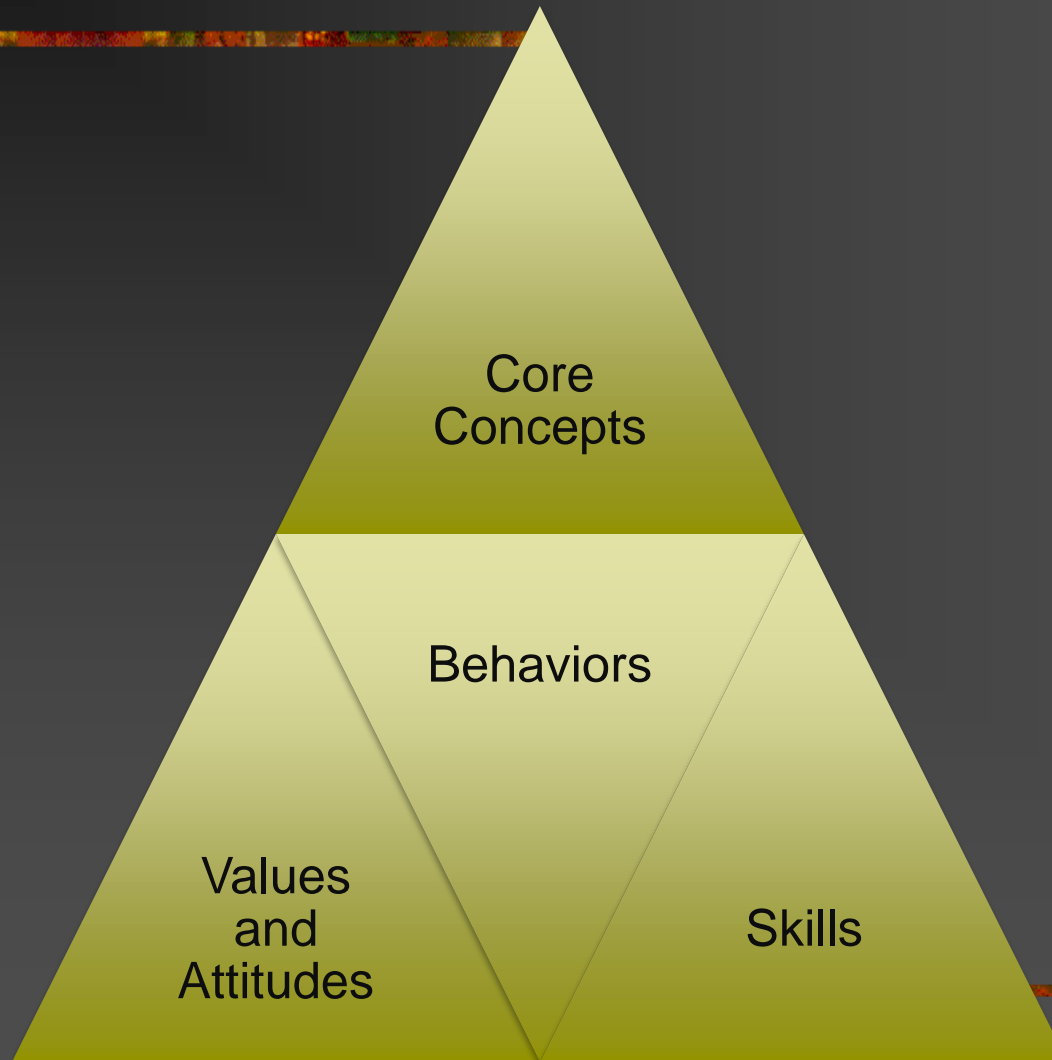 Core
Concepts
Behaviors
Values
and
Attitudes
Skills